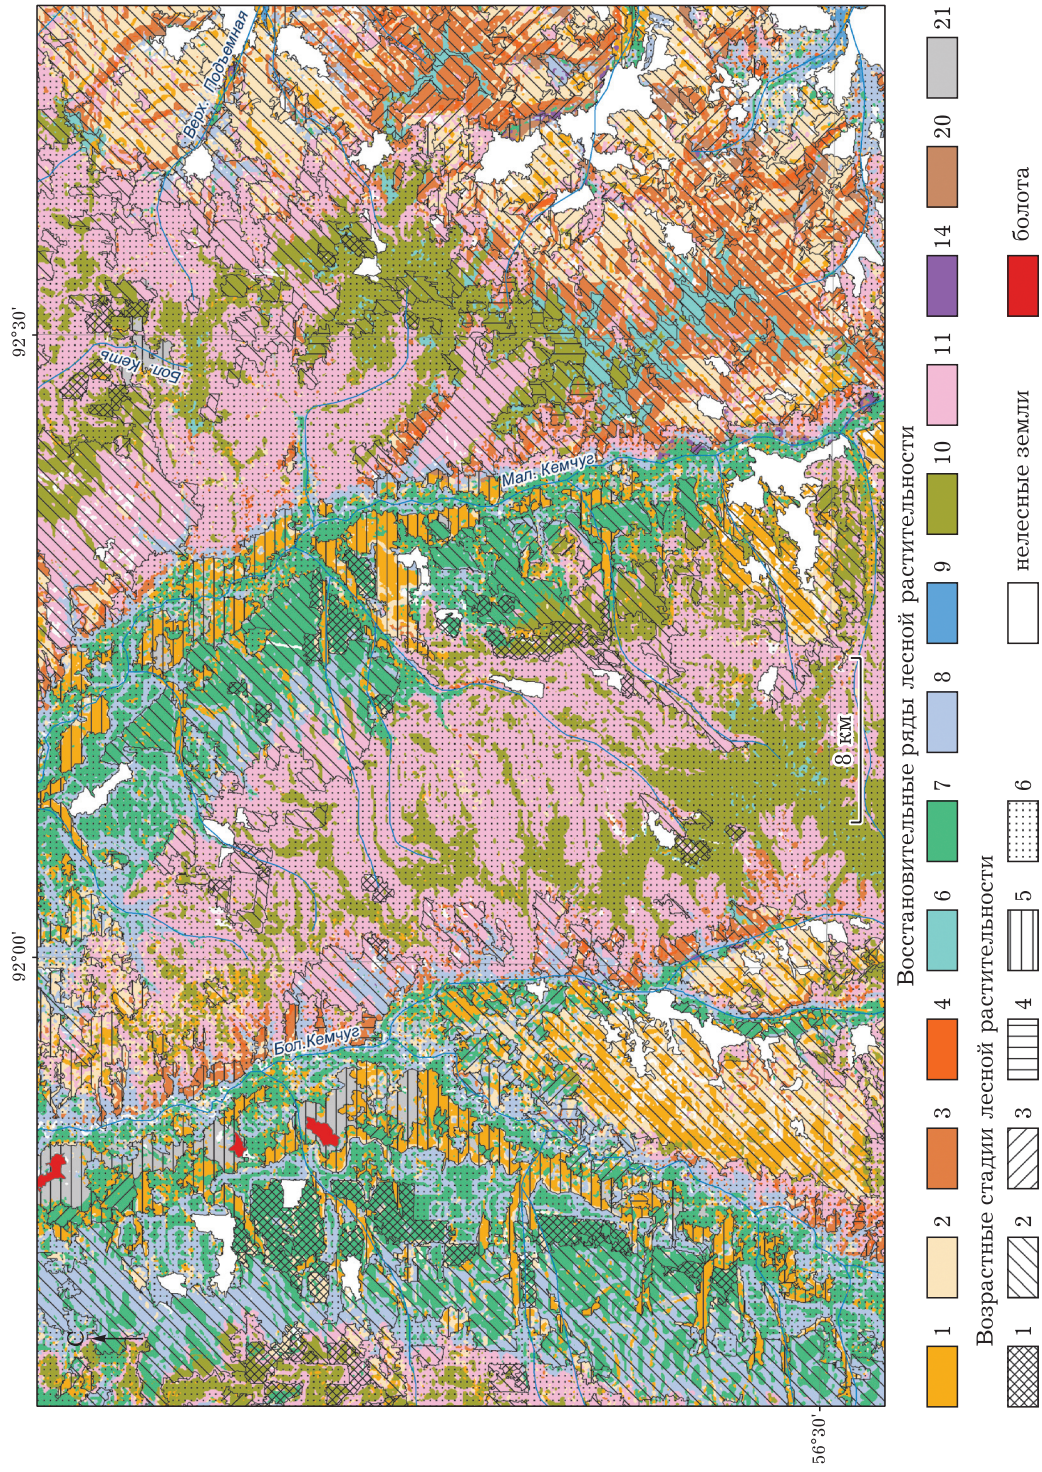 92°00'
92°30'
56°30'
С
Бол.Кемчуг
Мал. Кемчуг
Бол. Кеть
Верх. Подъемная
8 км
Восстановительные ряды лесной растительности
1 2 3 4 6 7 8 9 10 11 14 20 21
Возрастные стадии лесной растительности
1 2 3 4 5 6 нелесные земли болота